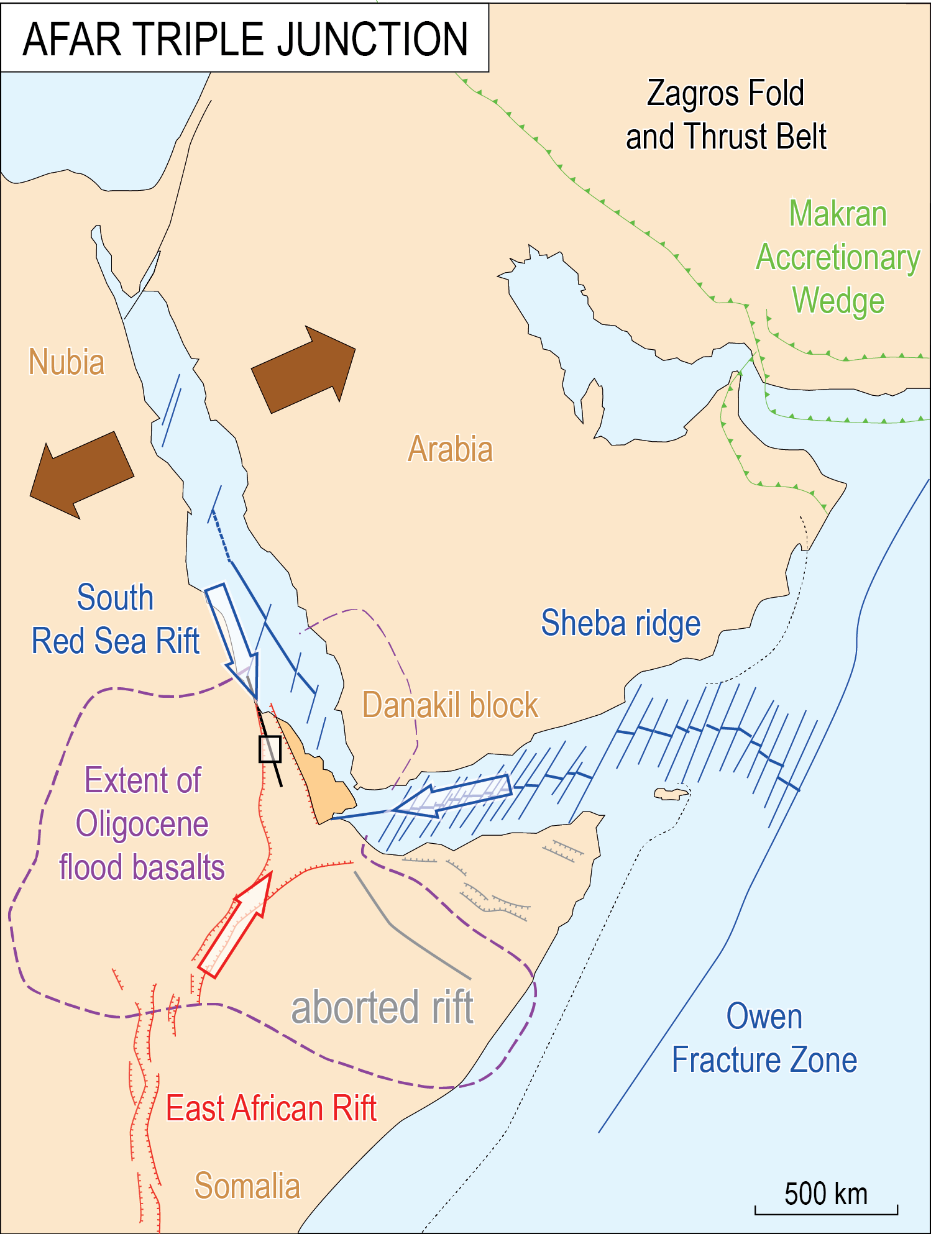 AFAR TRIPLE JUNCTION
Zagros Fold
and Thrust Belt
Makran
Accretionary
Wedge
Nubia
Arabia
South
Red Sea Rift
Sheba ridge
Danakil block
Extent of
Oligocene
flood basalts
aborted rift
Owen
Fracture Zone
East African Rift
Somalia
500 km